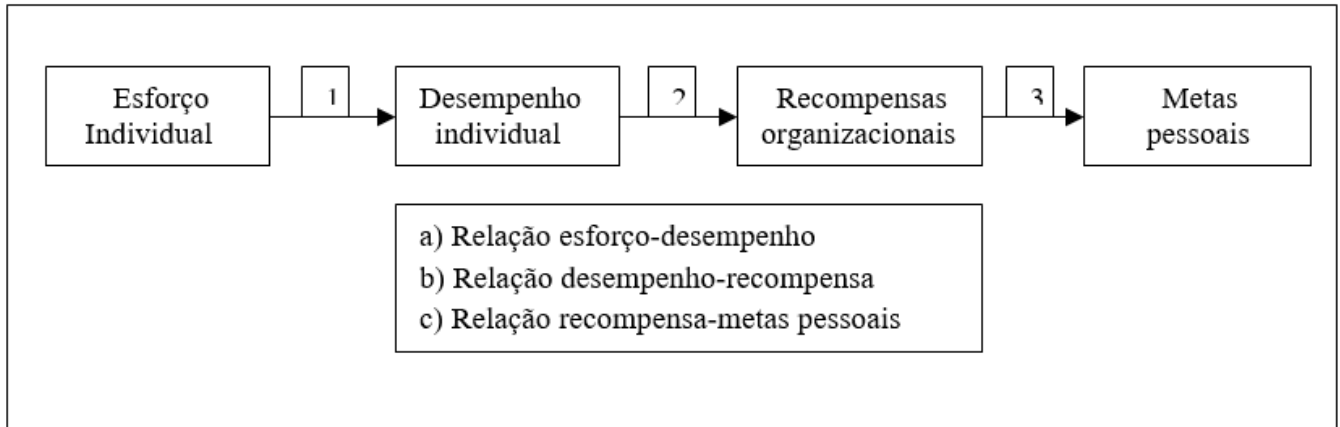 Esforço
Individual
1
Desempenho
individual
2
Recompensas
organizacionais
3
Metas
pessoais
a) Relação esforço-desempenho
b) Relação desempenho-recompensa
c) Relação recompensa-metas pessoais